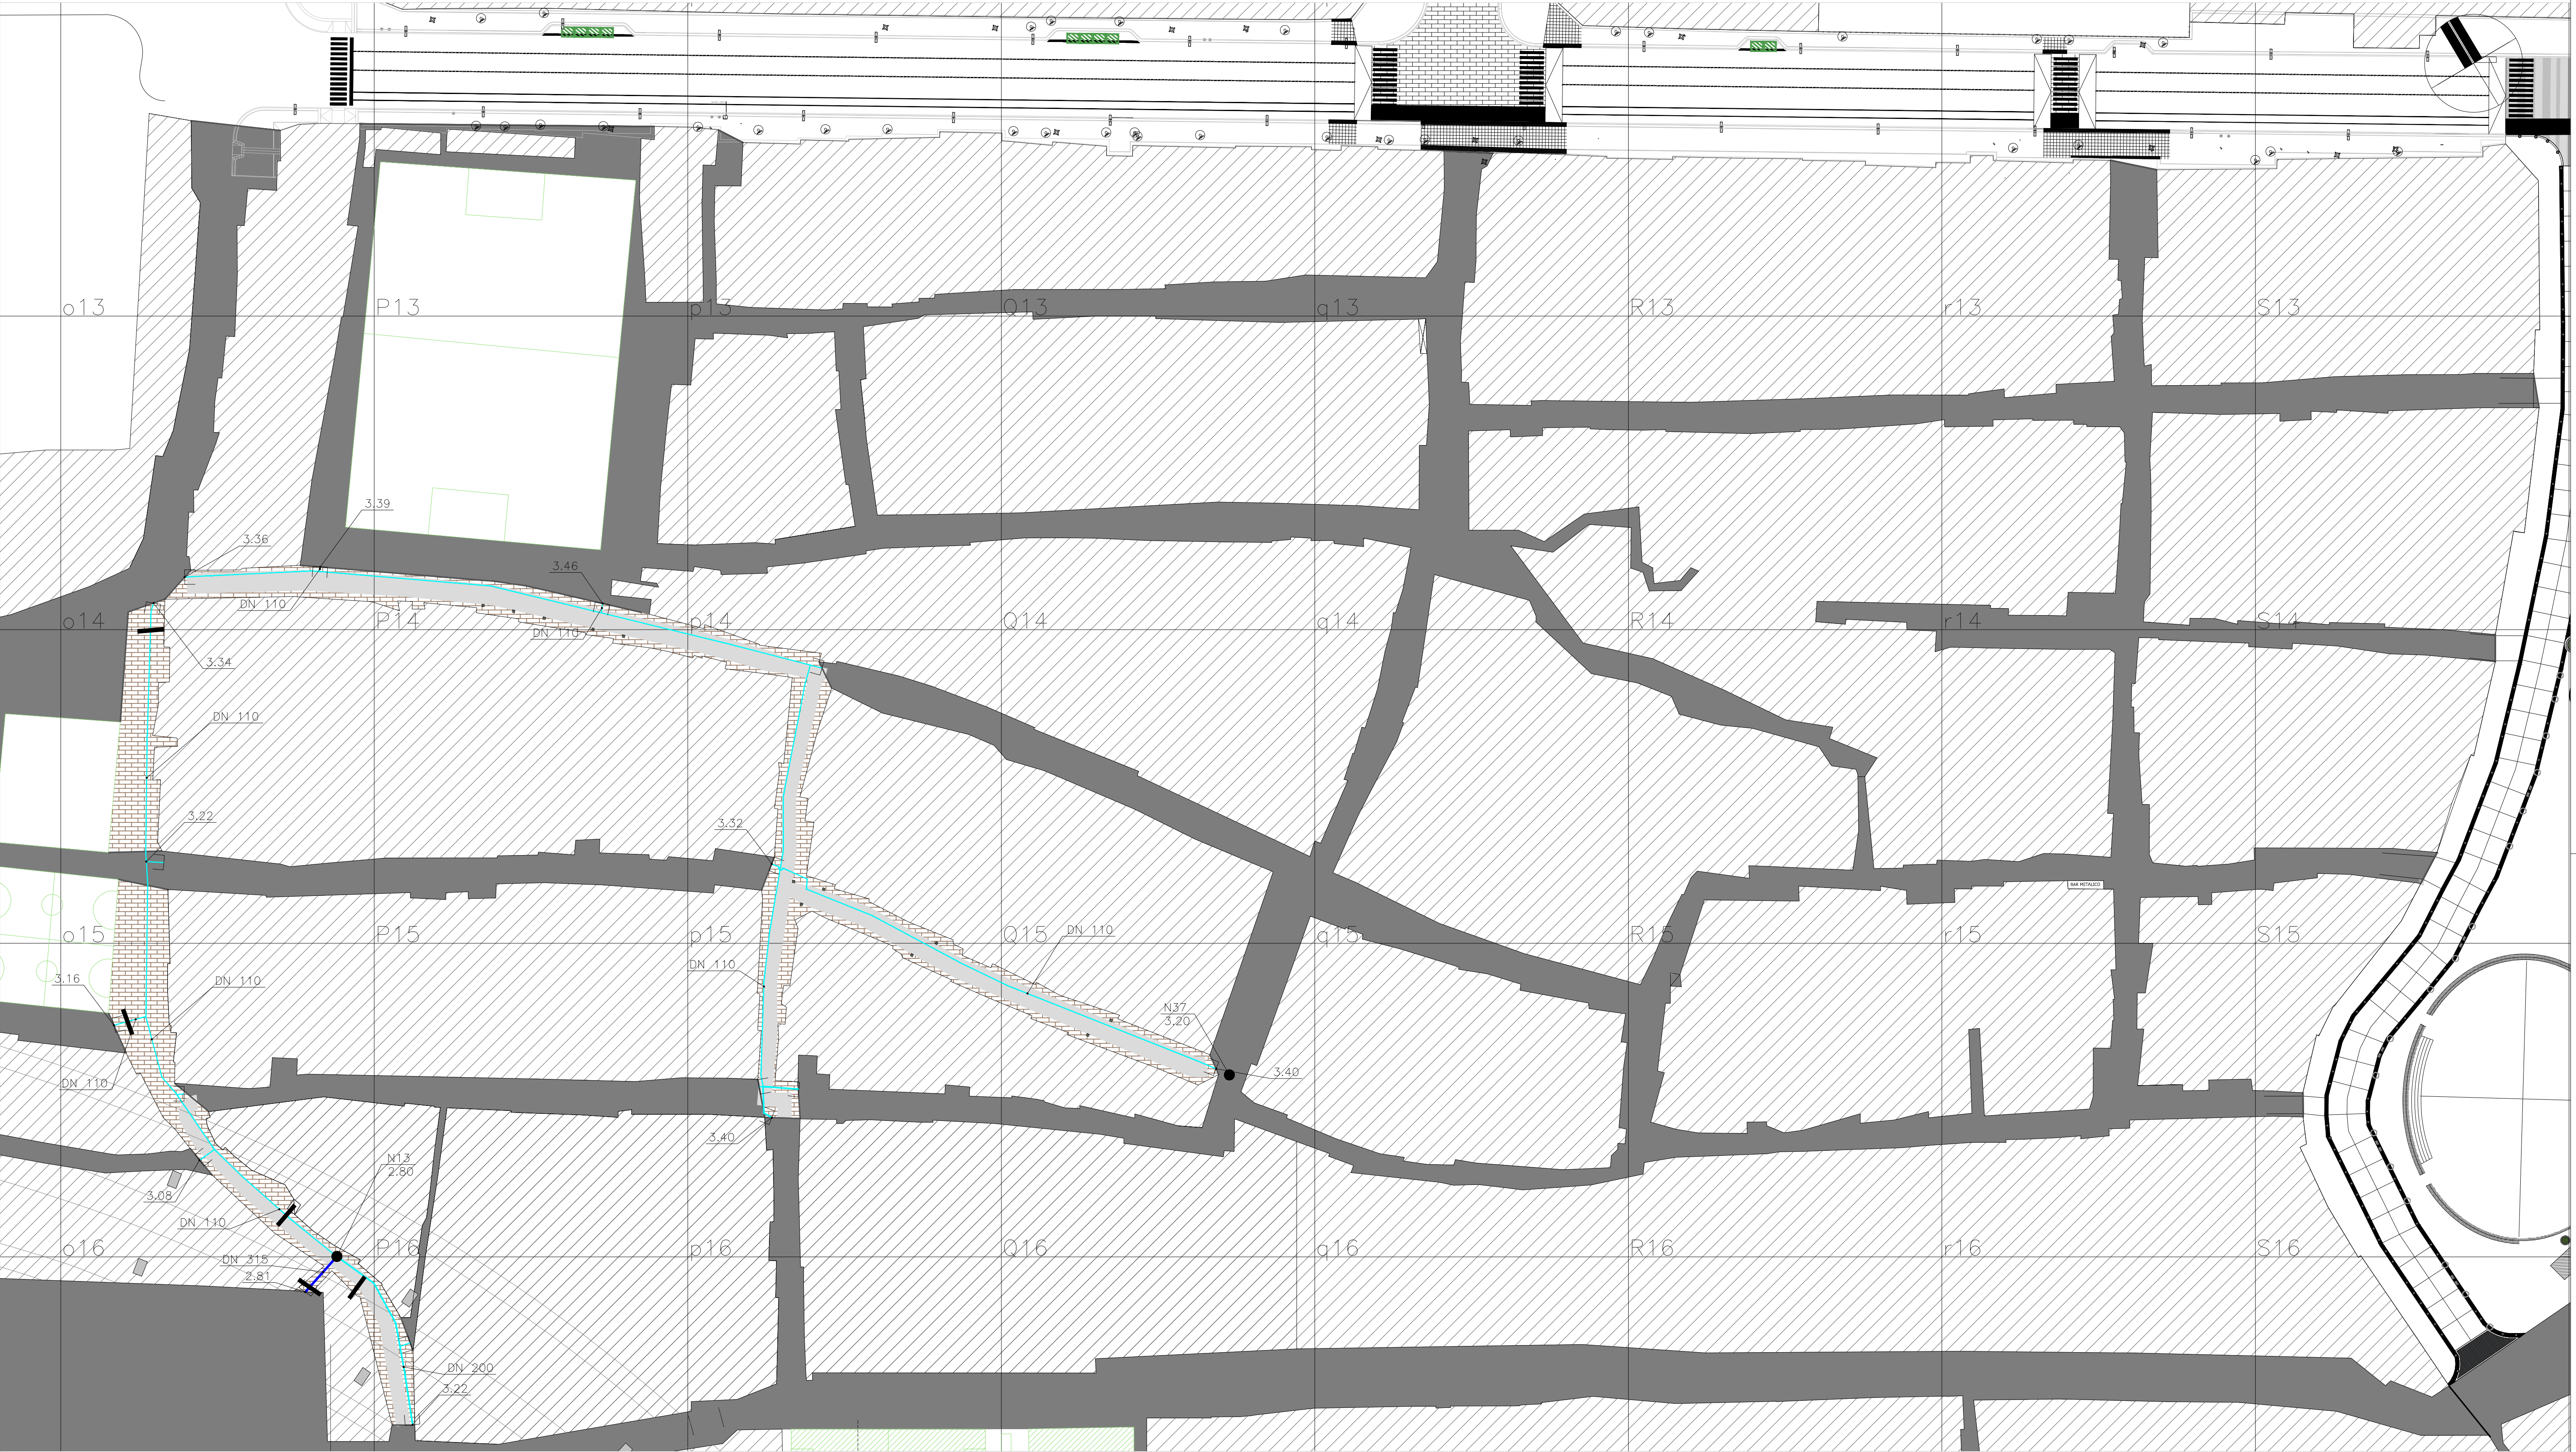 o13
P13
p13
Q13
q13
R13
r13
S13
3.39
3.36
3.46
DN 110
DN 110
o14
P14
p14
Q14
q14
R14
r14
S14
3.34
DN 110
3.22
3.32
BAR METALICO
o15
P15
p15
Q15
q15
R15
r15
S15
DN 110
DN 110
3.16
DN 110
N37
3.20
3.40
DN 110
3.40
N13
2.80
3.08
DN 110
o16
P16
p16
Q16
q16
R16
r16
S16
DN 315
2.81
DN 200
3.22